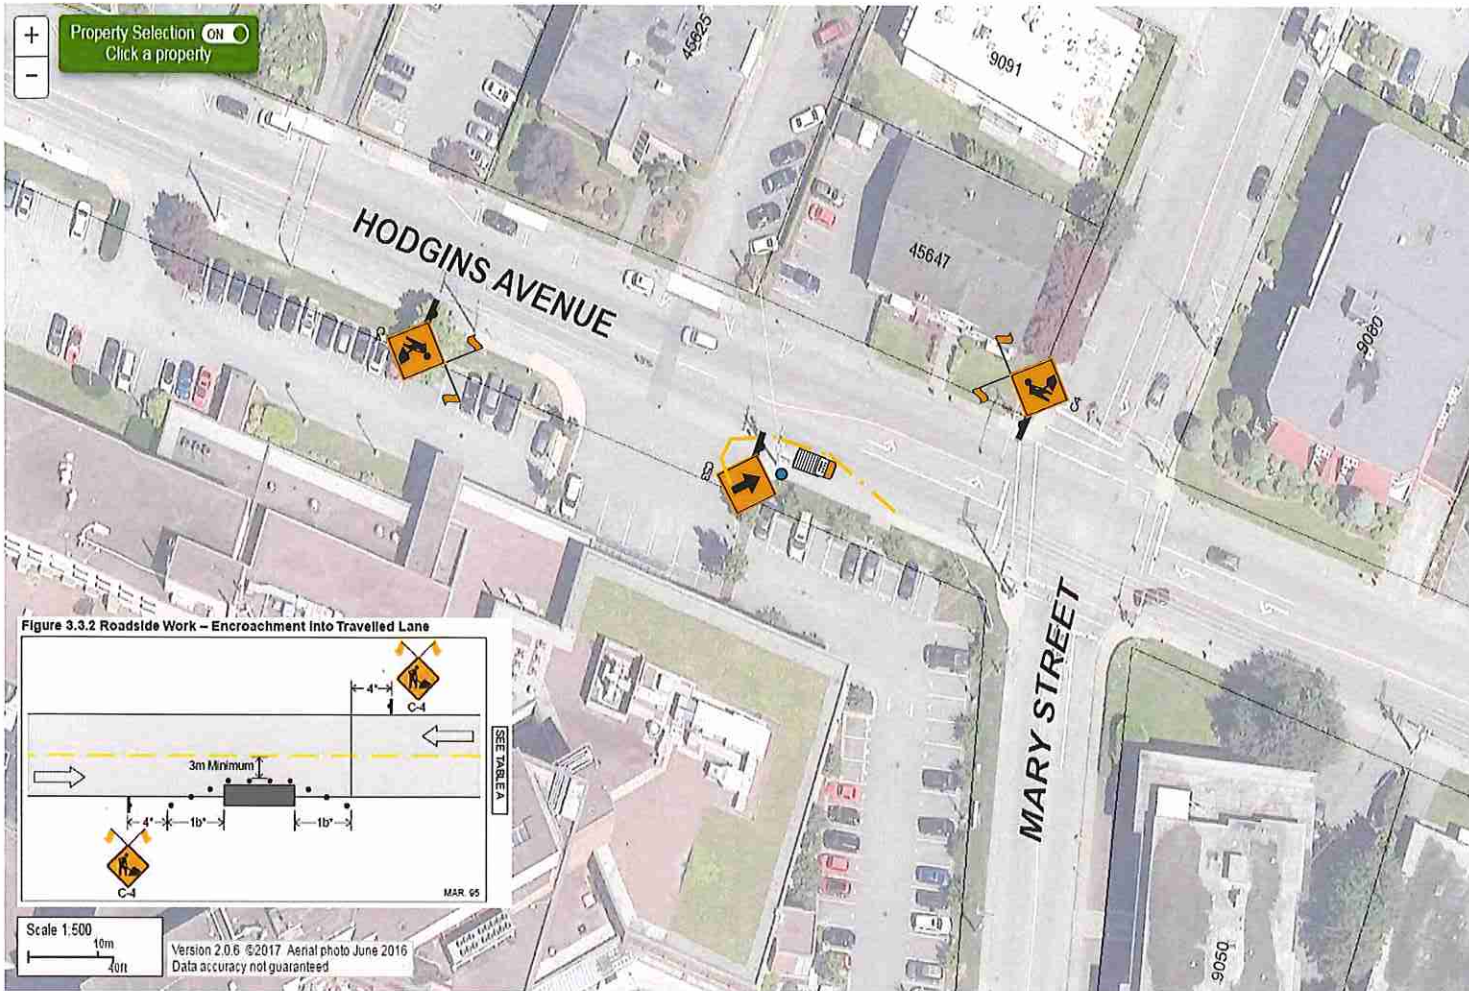 +
−
Property Selection ON
Click a property
45625
9091
HODGINS AVENUE
45647
9080
C4
C53
MARY STREET
9050
Figure 3.3.2 Roadside Work – Encroachment into Travelled Lane
4*
C-4
3m Minimum
SEE TABLE A
4*
1b*
1b*
C-4
MAR. 95
Scale 1:500
10m
40ft
Version 2.0.6 ©2017 Aerial photo June 2016
Data accuracy not guaranteed